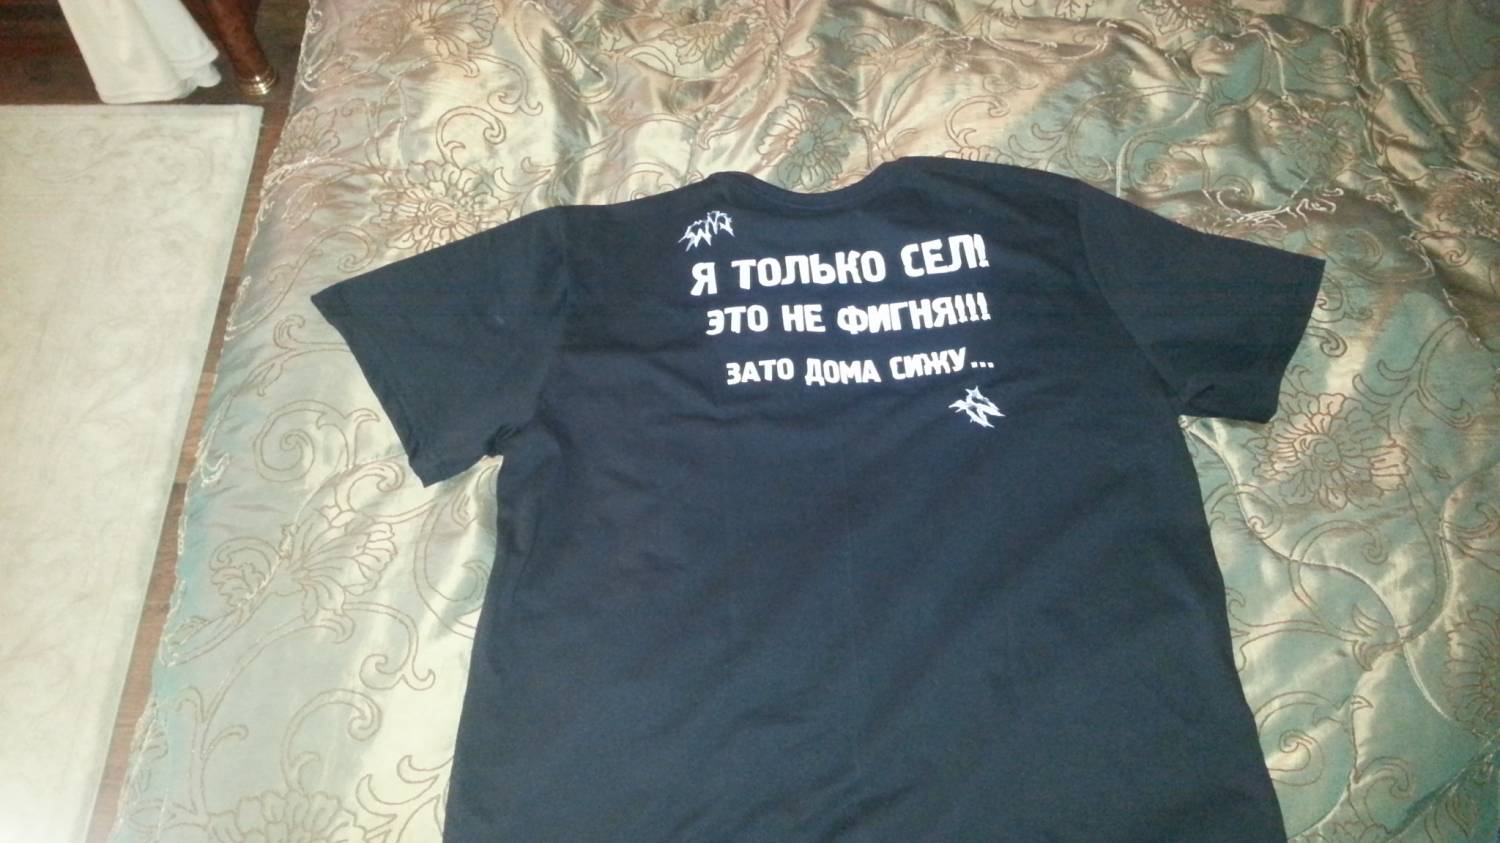 Я ТОЛЬКО СЕЛ!
ЭТО НЕ ФИГНЯ!!!
ЗАТО ДОМА СИЖУ...